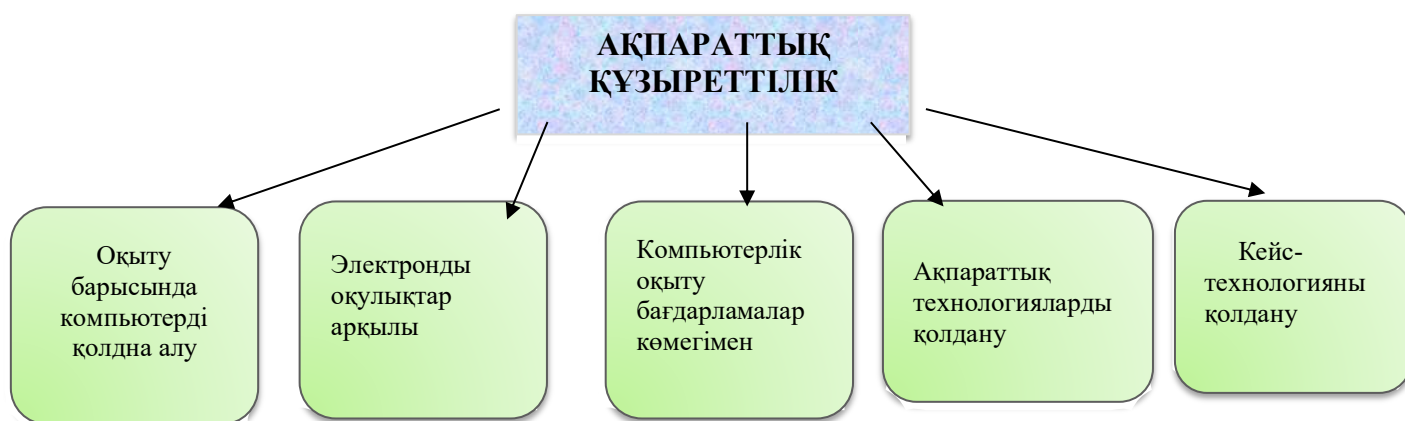 АҚПАРАТТЫҚ
ҚҰЗЫРЕТТІЛІК
Оқыту
барысында
компьютерді
қолдна алу
Электронды
оқулықтар
арқылы
Компьютерлік
оқыту
бағдарламалар
көмегімен
Ақпараттық
технологияларды
қолдану
Кейс-
технологияны
қолдану